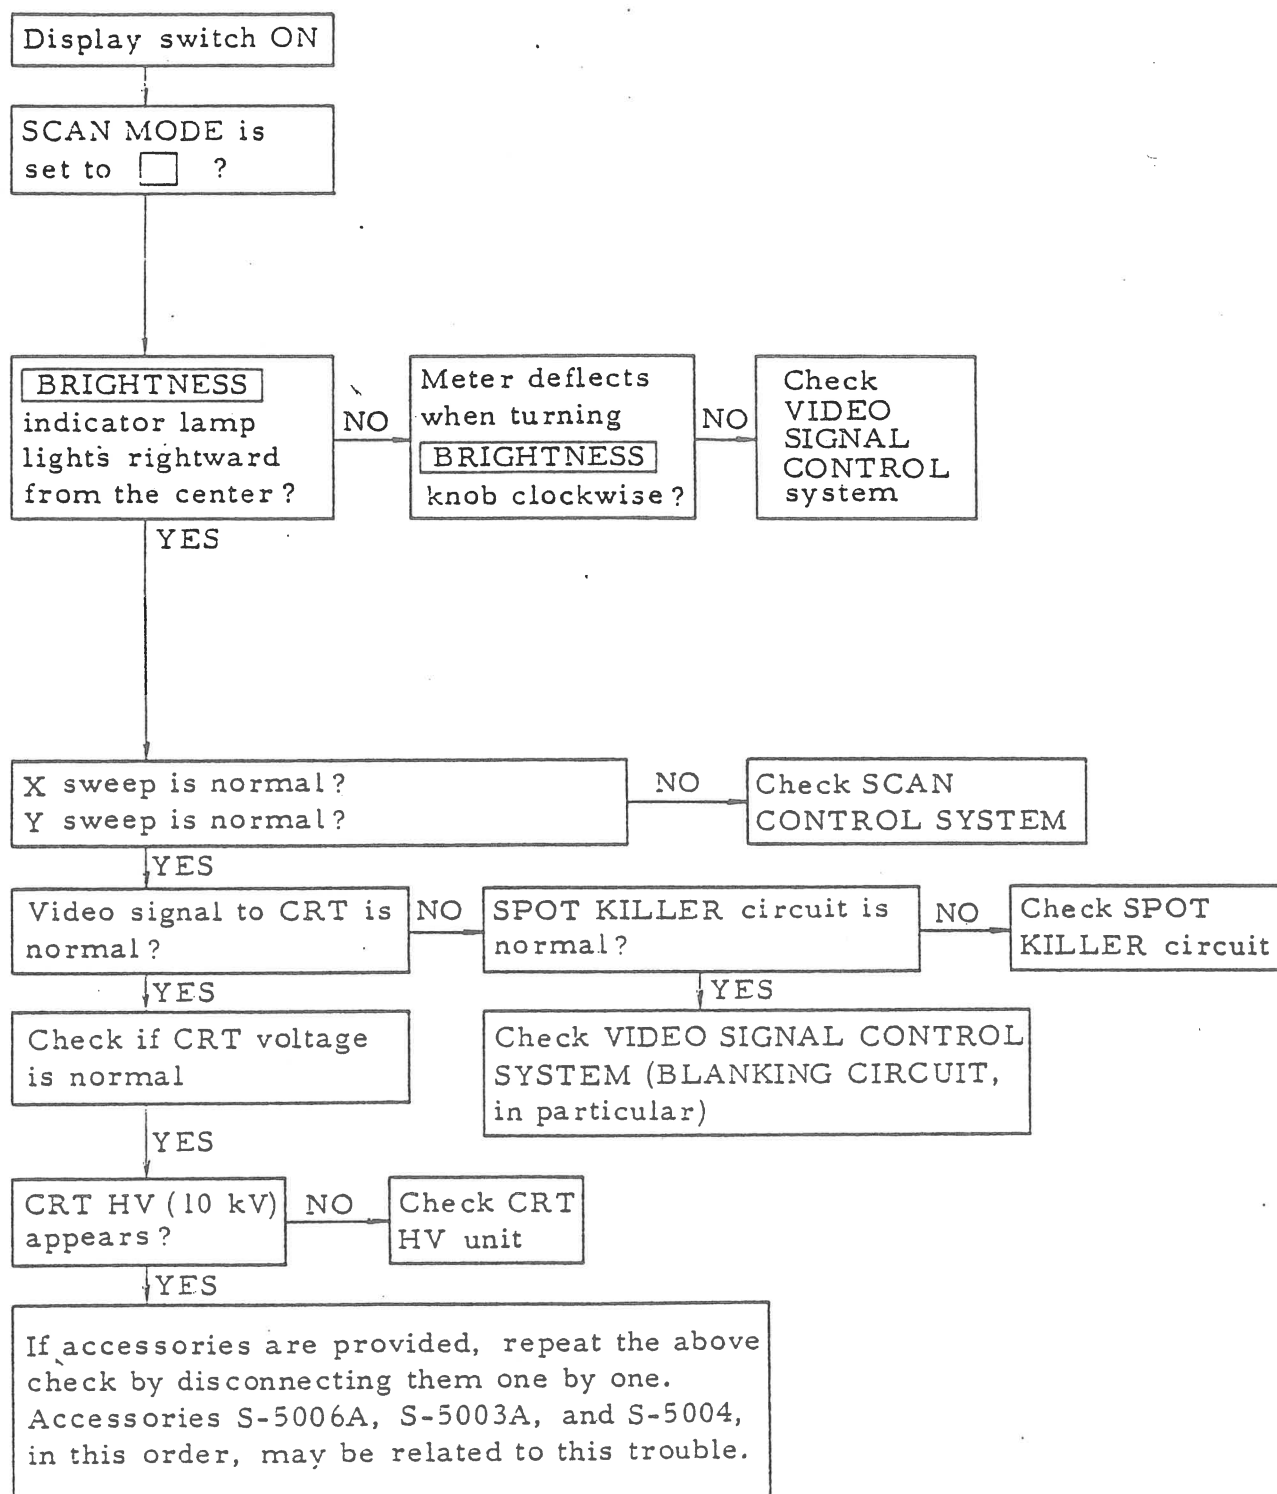 Display switch ON
SCAN MODE is
set to ?
BRIGHTNESS
indicator lamp
lights rightward
from the center?
NO
Meter deflects
when turning
BRIGHTNESS
knob clockwise?
NO
Check
VIDEO
SIGNAL
CONTROL
system
YES
X sweep is normal?
Y sweep is normal?
NO
Check SCAN
CONTROL SYSTEM
YES
Video signal to CRT is
normal?
NO
SPOT KILLER circuit is
normal?
NO
Check SPOT
KILLER circuit
YES
YES
Check if CRT voltage
is normal
Check VIDEO SIGNAL CONTROL
SYSTEM (BLANKING CIRCUIT,
in particular)
YES
CRT HV (10 kV)
appears?
NO
Check CRT
HV unit
YES
If accessories are provided, repeat the above
check by disconnecting them one by one.
Accessories S-5006A, S-5003A, and S-5004,
in this order, may be related to this trouble.